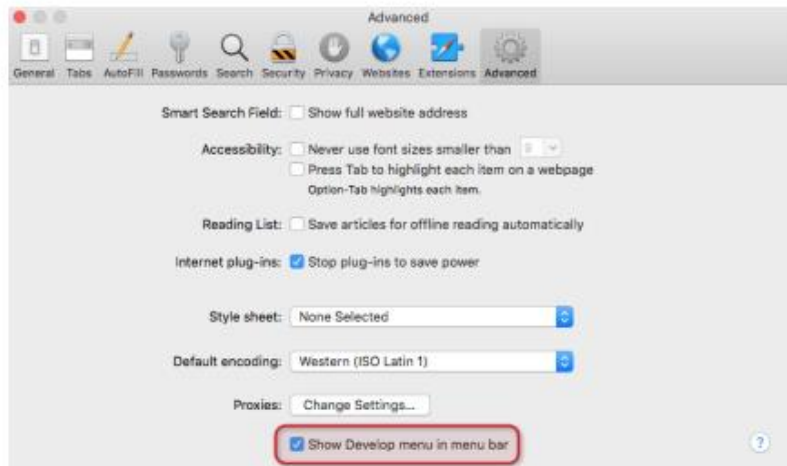 Advanced
General Tabs AutoFill Passwords Search Security Privacy Websites Extensions Advanced
Smart Search Field: Show full website address
Accessibility: Never use font sizes smaller than 9
Press Tab to highlight each item on a webpage
Option-Tab highlights each item.
Reading List: Save articles for offline reading automatically
Internet plug-ins: Stop plug-ins to save power
Style sheet: None Selected
Default encoding: Western (ISO Latin 1)
Proxies: Change Settings...
Show Develop menu in menu bar
?